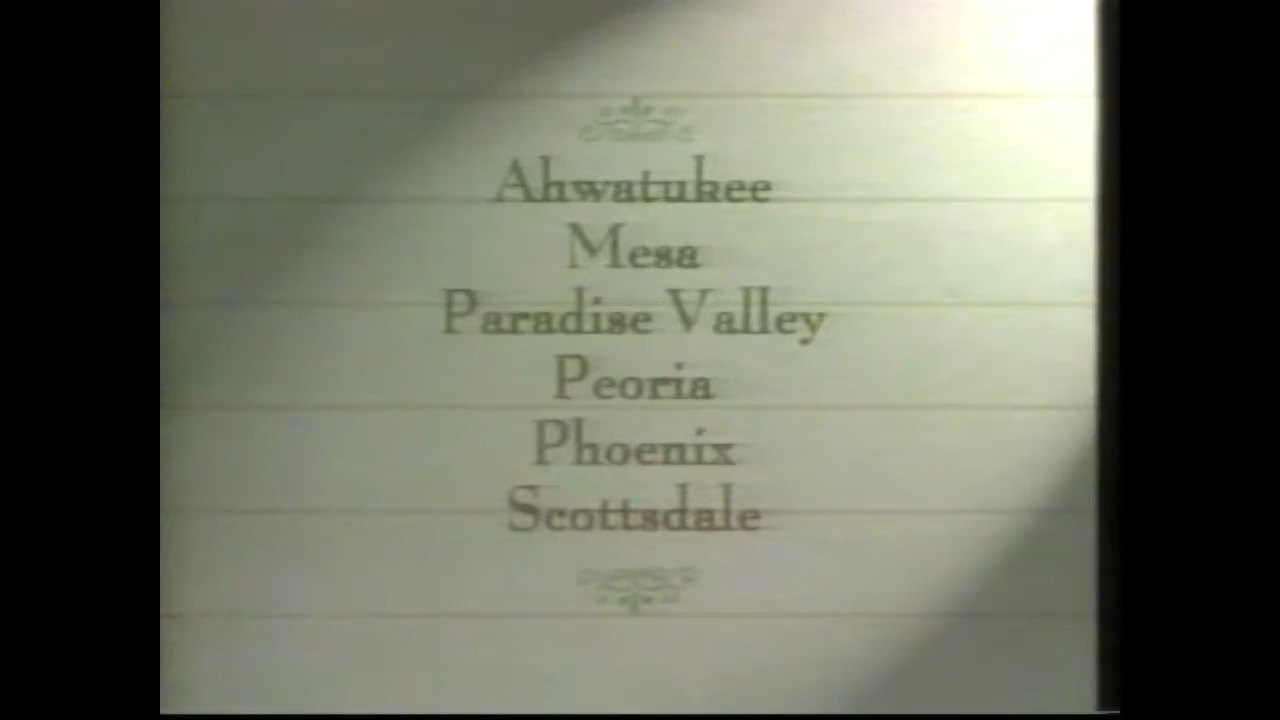 Ahwatukee
Mesa
Paradise Valley
Peoria
Phoenix
Scottsdale